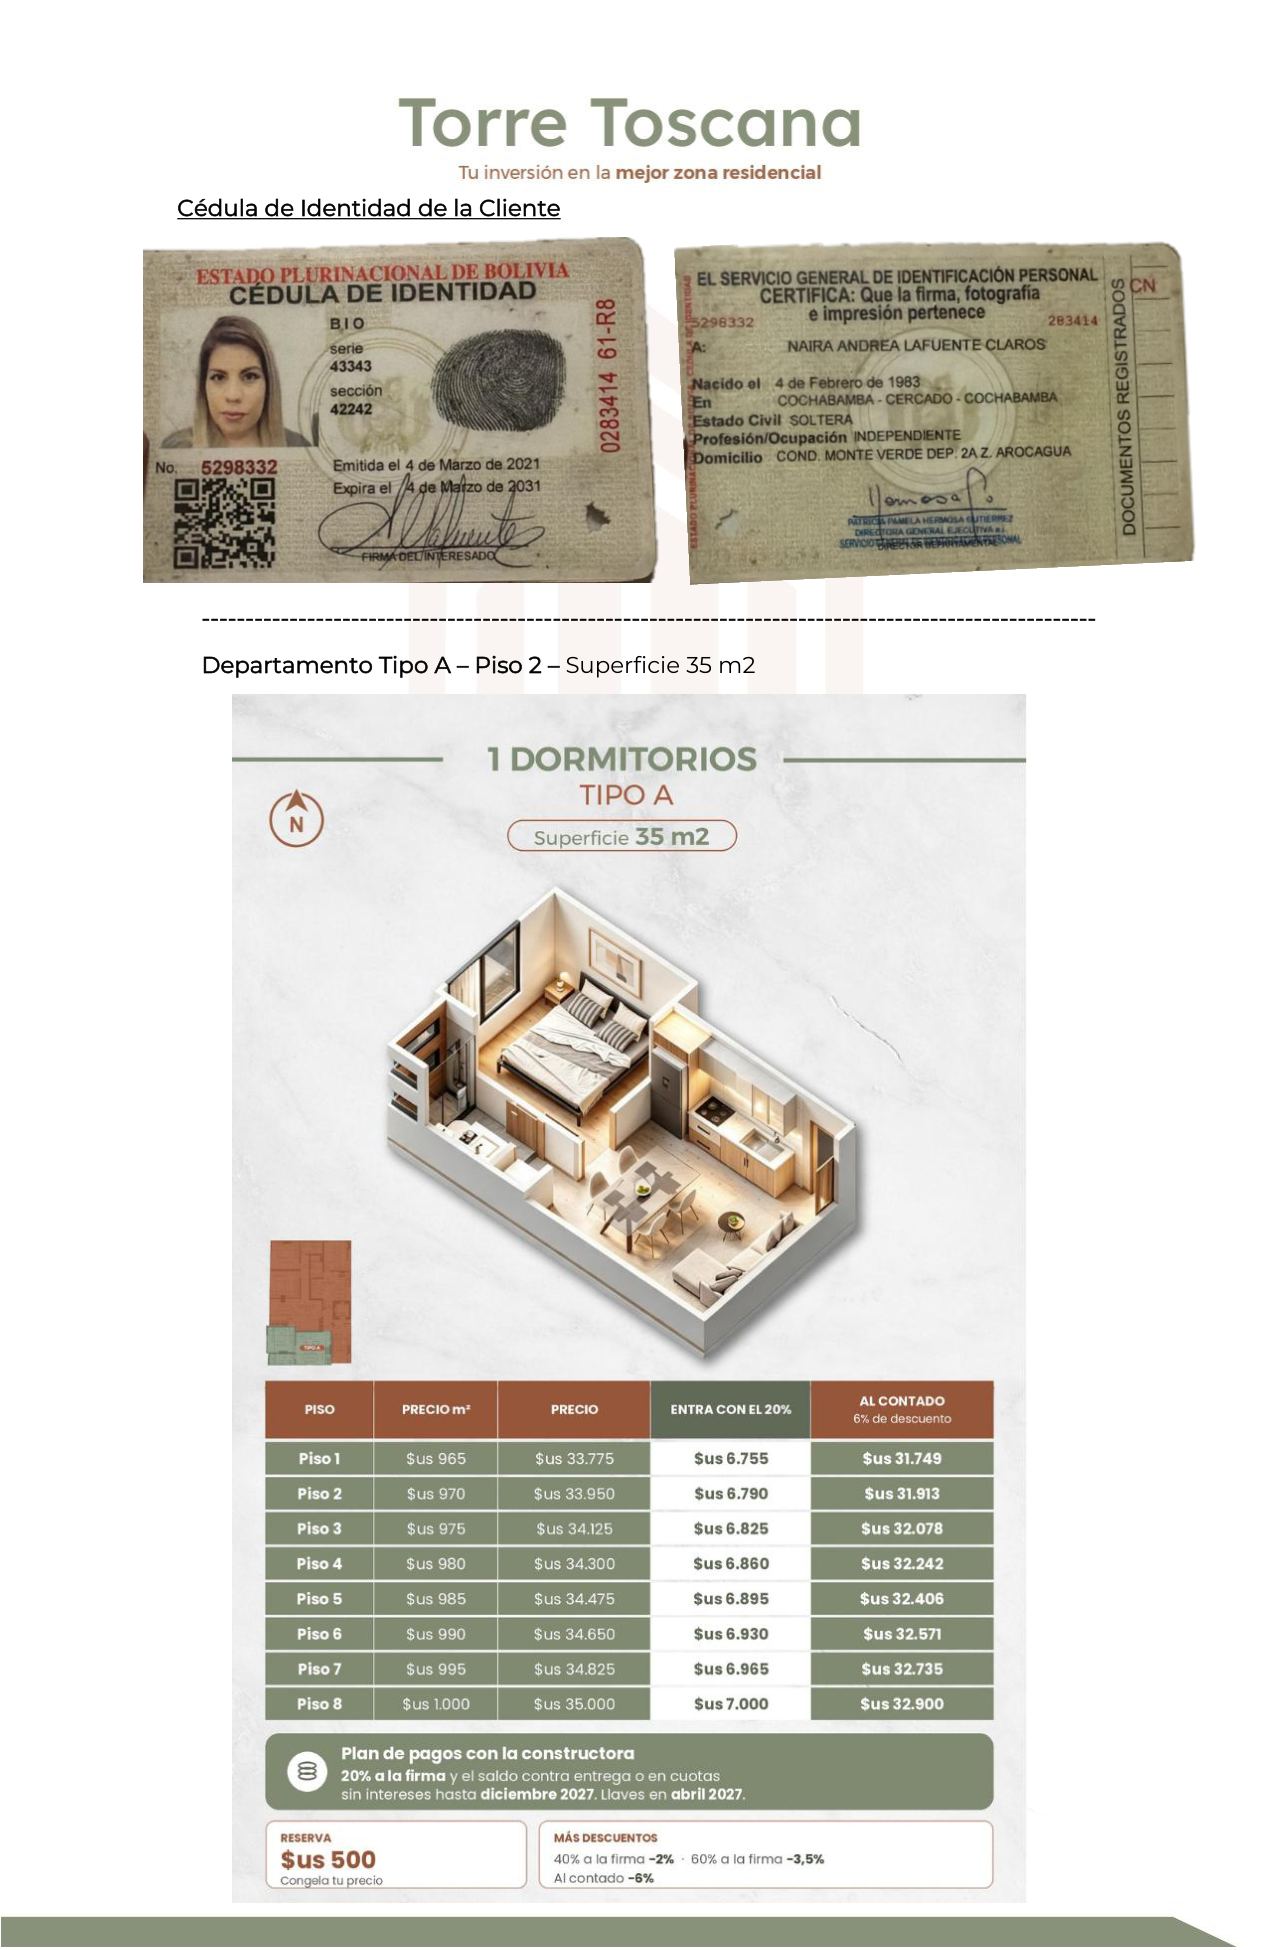 Torre Toscana
Tu inversión en la mejor zona residencial
Cédula de Identidad de la Cliente
ESTADO PLURINACIONAL DE BOLIVIA
CÉDULA DE IDENTIDAD
BIO
serie
43343
sección
42242
0283414 61-R8
No. 5298332
Emitida el 4 de Marzo de 2021
Expira el 4 de Marzo de 2031
FIRMA DEL INTERESADO
EL SERVICIO GENERAL DE IDENTIFICACIÓN PERSONAL
CERTIFICA: Que la firma, fotografía
e impresión pertenece
5298332 283414
A: NAIRA ANDREA LAFUENTE CLAROS
Nacido el 4 de Febrero de 1983
En COCHABAMBA - CERCADO - COCHABAMBA
Estado Civil SOLTERA
Profesión/Ocupación INDEPENDIENTE
Domicilio COND. MONTE VERDE DEP. 2A Z. AROCAGUA
PATRICIA PAMELA HERMOSA GUTIERREZ
DIRECTORA GENERAL EJECUTIVA a.i.
DOCUMENTOS REGISTRADOS
CN
Departamento Tipo A – Piso 2 – Superficie 35 m2
1 DORMITORIOS
TIPO A
Superficie 35 m2
N
TIPO A
PISO PRECIO m² PRECIO ENTRA CON EL 20% AL CONTADO
6% de descuento
Piso 1 $us 965 $us 33.775 $us 6.755 $us 31.749
Piso 2 $us 970 $us 33.950 $us 6.790 $us 31.913
Piso 3 $us 975 $us 34.125 $us 6.825 $us 32.078
Piso 4 $us 980 $us 34.300 $us 6.860 $us 32.242
Piso 5 $us 985 $us 34.475 $us 6.895 $us 32.406
Piso 6 $us 990 $us 34.650 $us 6.930 $us 32.571
Piso 7 $us 995 $us 34.825 $us 6.965 $us 32.735
Piso 8 $us 1.000 $us 35.000 $us 7.000 $us 32.900
Plan de pagos con la constructora
20% a la firma y el saldo contra entrega o en cuotas
sin intereses hasta diciembre 2027. Llaves en abril 2027.
RESERVA
$us 500
Congela tu precio
MÁS DESCUENTOS
40% a la firma -2% · 60% a la firma -3,5%
Al contado -6%